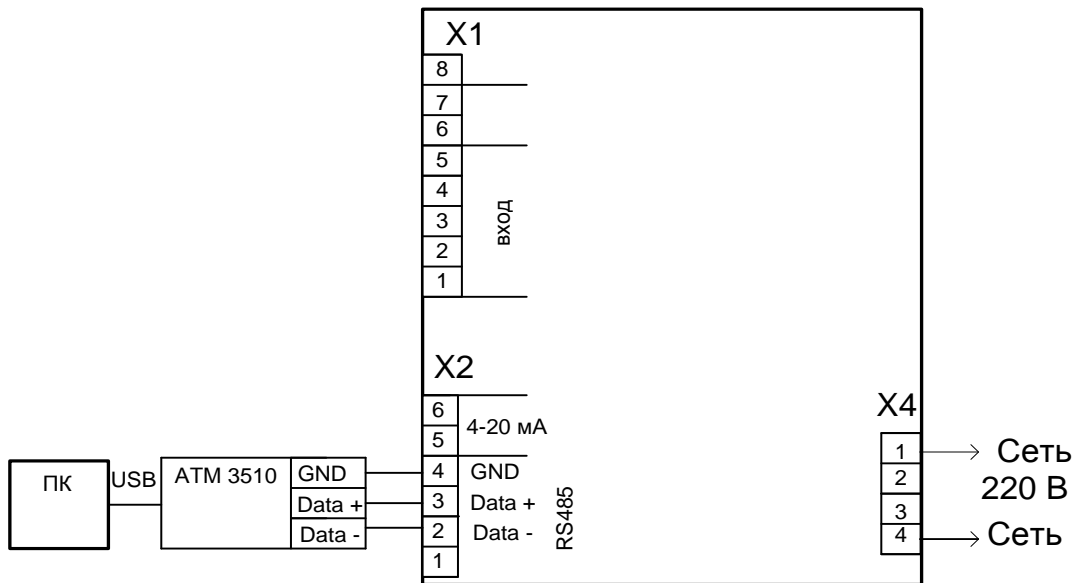 X1
8
7
6
5
4
3
2
1
вход
X2
6
5
4-20 мА
4
GND
3
Data +
2
Data -
1
RS485
ПК
USB
АТМ 3510
GND
Data +
Data -
X4
1
2
3
4
Сеть
220 В
Сеть